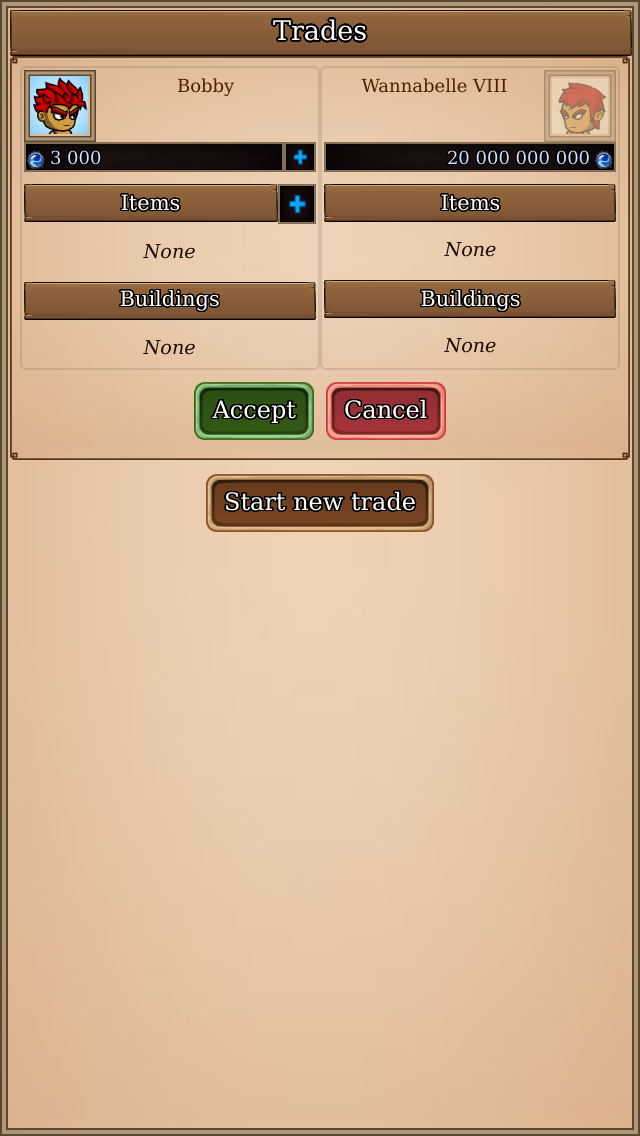 Trades
Bobby
Wannabelle VIII
3 000
20 000 000 000
Items
Items
None
None
Buildings
Buildings
None
None
Accept
Cancel
Start new trade